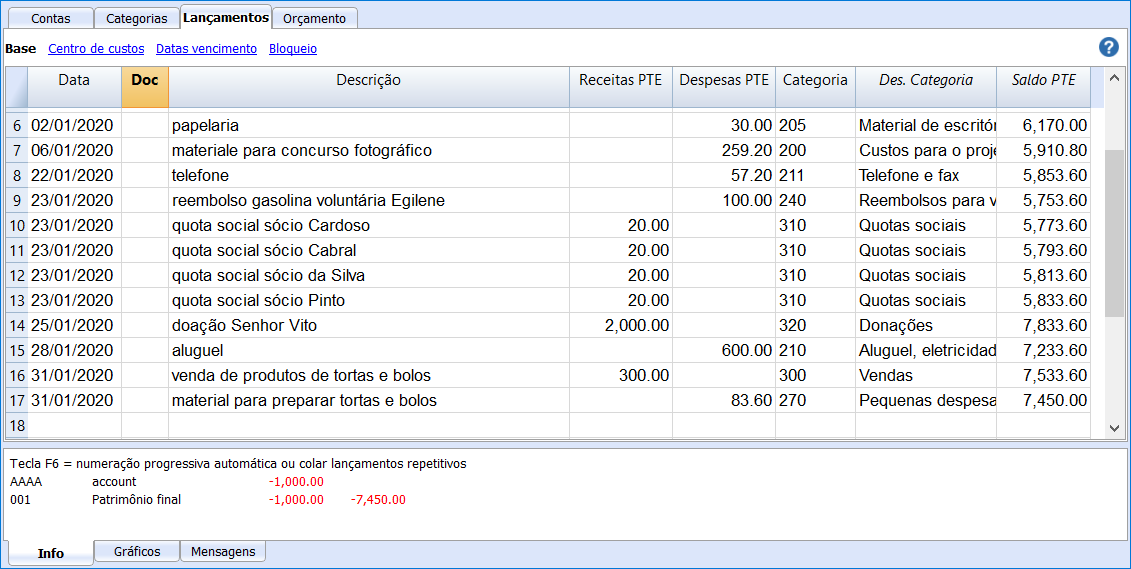 Contas Categorias Lançamentos Orçamento
Base Centro de custos Datas vencimento Bloqueio ?
Data Doc Descrição Receitas PTE Despesas PTE Categoria Des. Categoria Saldo PTE
6 02/01/2020 papelaria 30.00 205 Material de escritór 6,170.00
7 06/01/2020 materiale para concurso fotográfico 259.20 200 Custos para o proje 5,910.80
8 22/01/2020 telefone 57.20 211 Telefone e fax 5,853.60
9 23/01/2020 reembolso gasolina voluntária Egilene 100.00 240 Reembolsos para v 5,753.60
10 23/01/2020 quota social sócio Cardoso 20.00 310 Quotas sociais 5,773.60
11 23/01/2020 quota social sócio Cabral 20.00 310 Quotas sociais 5,793.60
12 23/01/2020 quota social sócio da Silva 20.00 310 Quotas sociais 5,813.60
13 23/01/2020 quota social sócio Pinto 20.00 310 Quotas sociais 5,833.60
14 25/01/2020 doação Senhor Vito 2,000.00 320 Donações 7,833.60
15 28/01/2020 aluguel 600.00 210 Aluguel, eletricidad 7,233.60
16 31/01/2020 venda de produtos de tortas e bolos 300.00 300 Vendas 7,533.60
17 31/01/2020 material para preparar tortas e bolos 83.60 270 Pequenas despesa 7,450.00
18
Tecla F6 = numeração progressiva automática ou colar lançamentos repetitivos
AAAA account -1,000.00
001 Patrimônio final -1,000.00 -7,450.00
Info Gráficos Mensagens